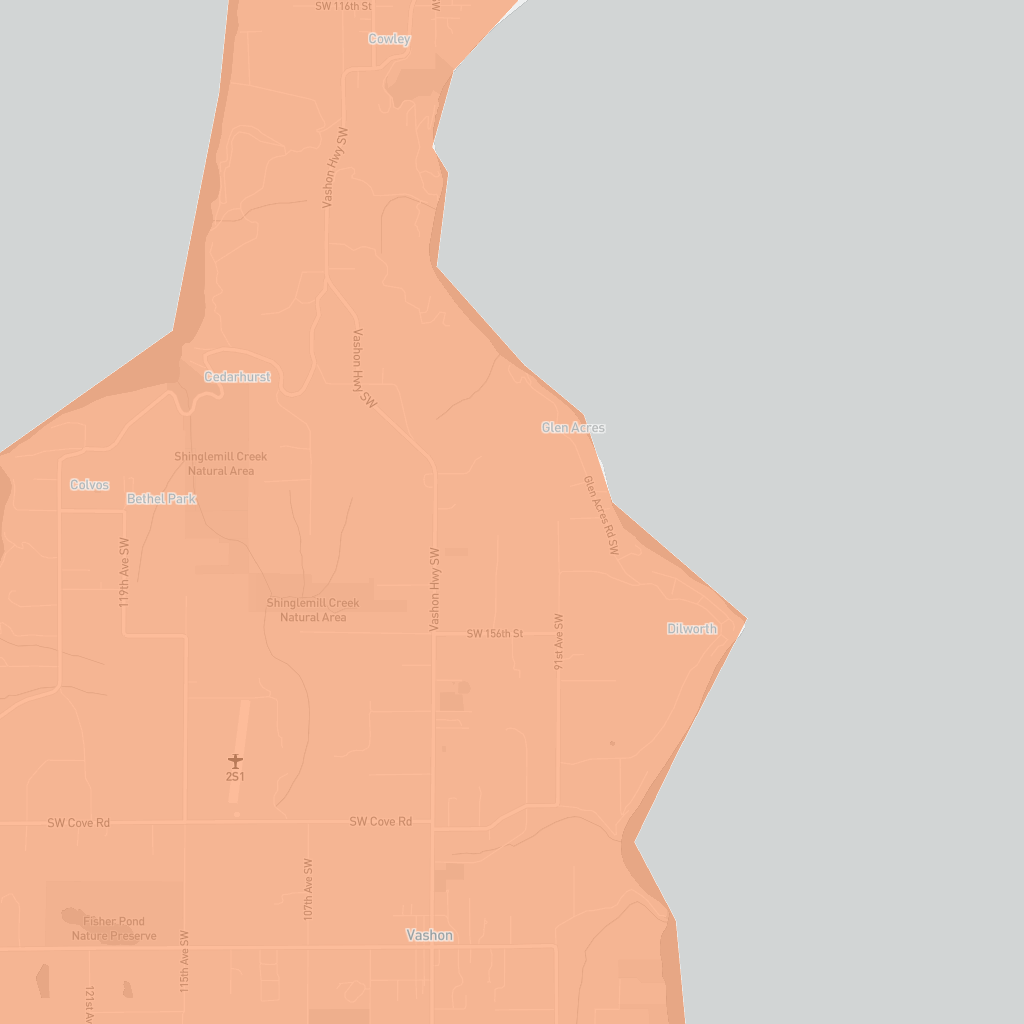 SW 116th St
SW
Cowley
Vashon Hwy SW
Vashon Hwy SW
Cedarhurst
Glen Acres
Shinglemill Creek
Natural Area
Colvos
Bethel Park
Glen Acres Rd SW
119th Ave SW
Vashon Hwy SW
Shinglemill Creek
Natural Area
SW 156th St
91st Ave SW
Dilworth
2S1
SW Cove Rd
SW Cove Rd
107th Ave SW
Fisher Pond
Nature Preserve
Vashon
115th Ave SW
121st Av